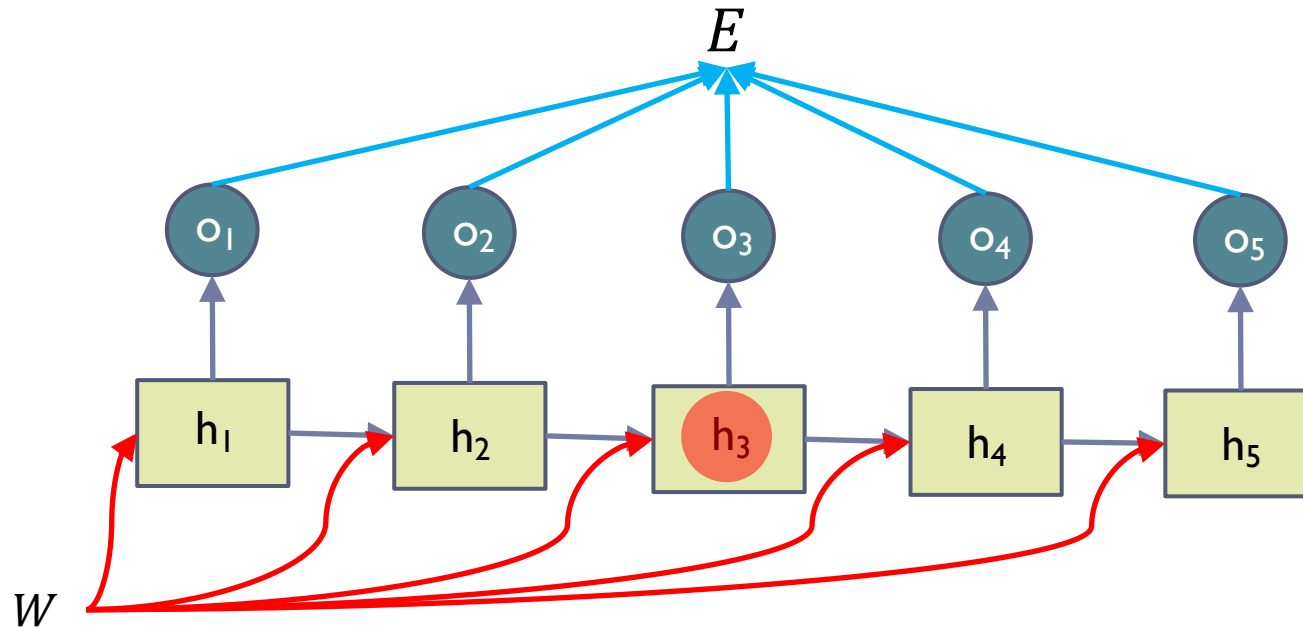 E
o₁ o₂ o₃ o₄ o₅
h₁ h₂ h₃ h₄ h₅
W